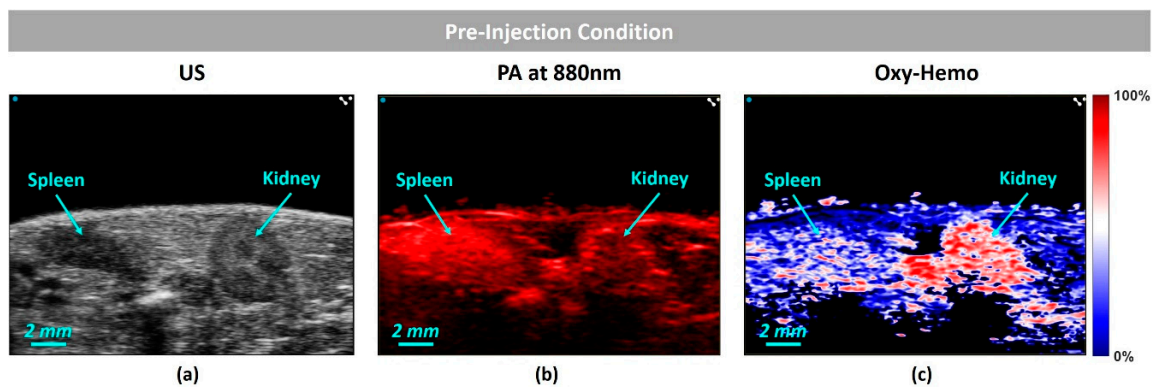 Pre-Injection Condition
US
PA at 880nm
Oxy-Hemo
Spleen
Kidney
2 mm
Spleen
Kidney
2 mm
Spleen
Kidney
2 mm
100%
0%
(a)
(b)
(c)